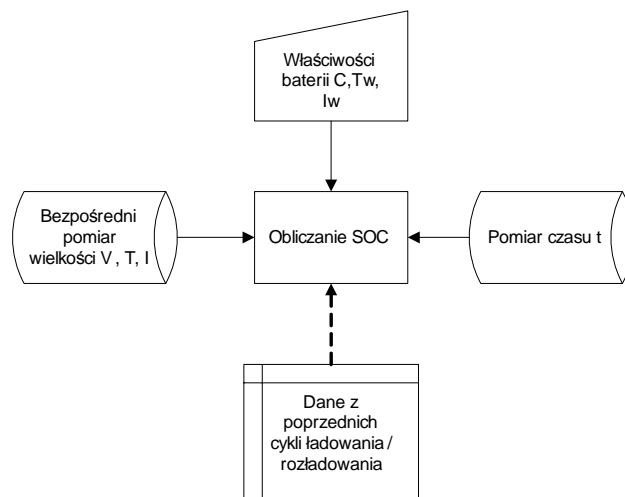 Właściwości
baterii C,Tw,
Iw
Bezpośredni
pomiar
wielkości V , T, I
Obliczanie SOC
Pomiar czasu t
Dane z
poprzednich
cykli ładowania /
rozładowania